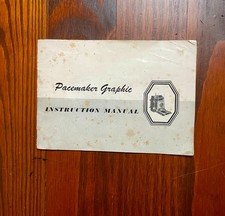 Pacemaker Graphic
INSTRUCTION MANUAL